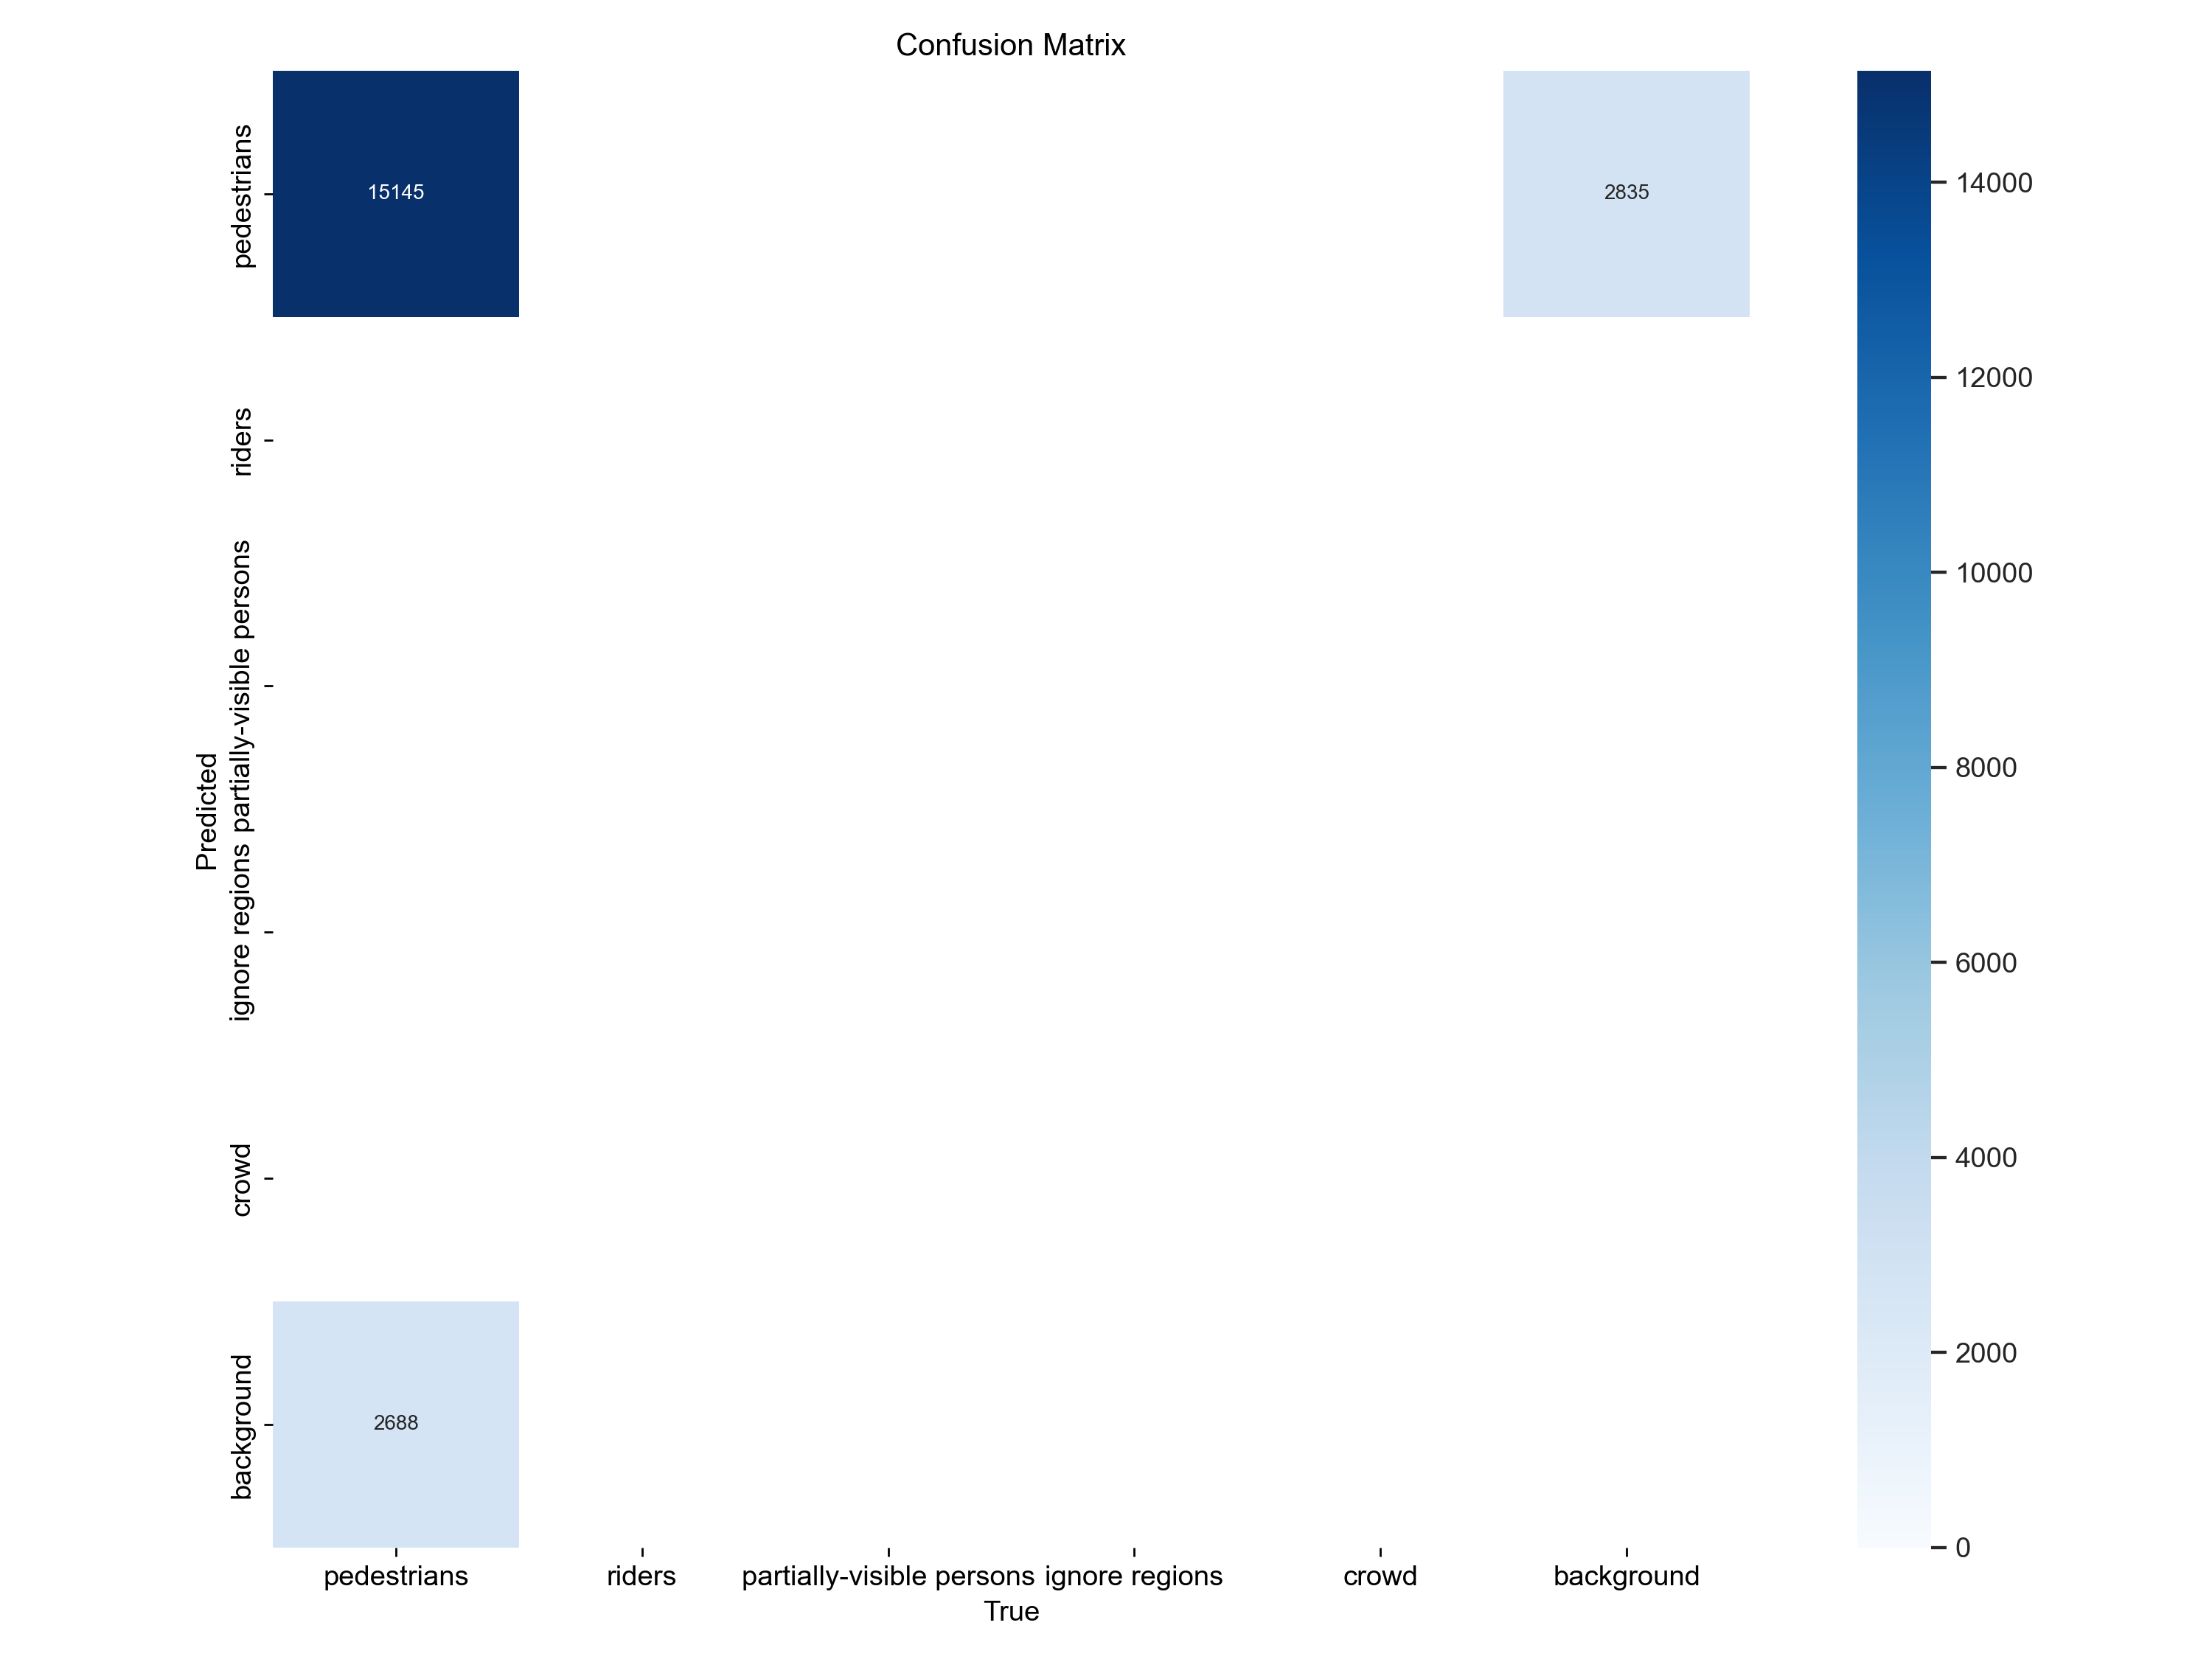 Confusion Matrix
pedestrians
riders
partially-visible persons
ignore regions
crowd
background
Predicted
15145
2835
2688
14000
12000
10000
8000
6000
4000
2000
0
pedestrians
riders
partially-visible persons
ignore regions
crowd
background
True